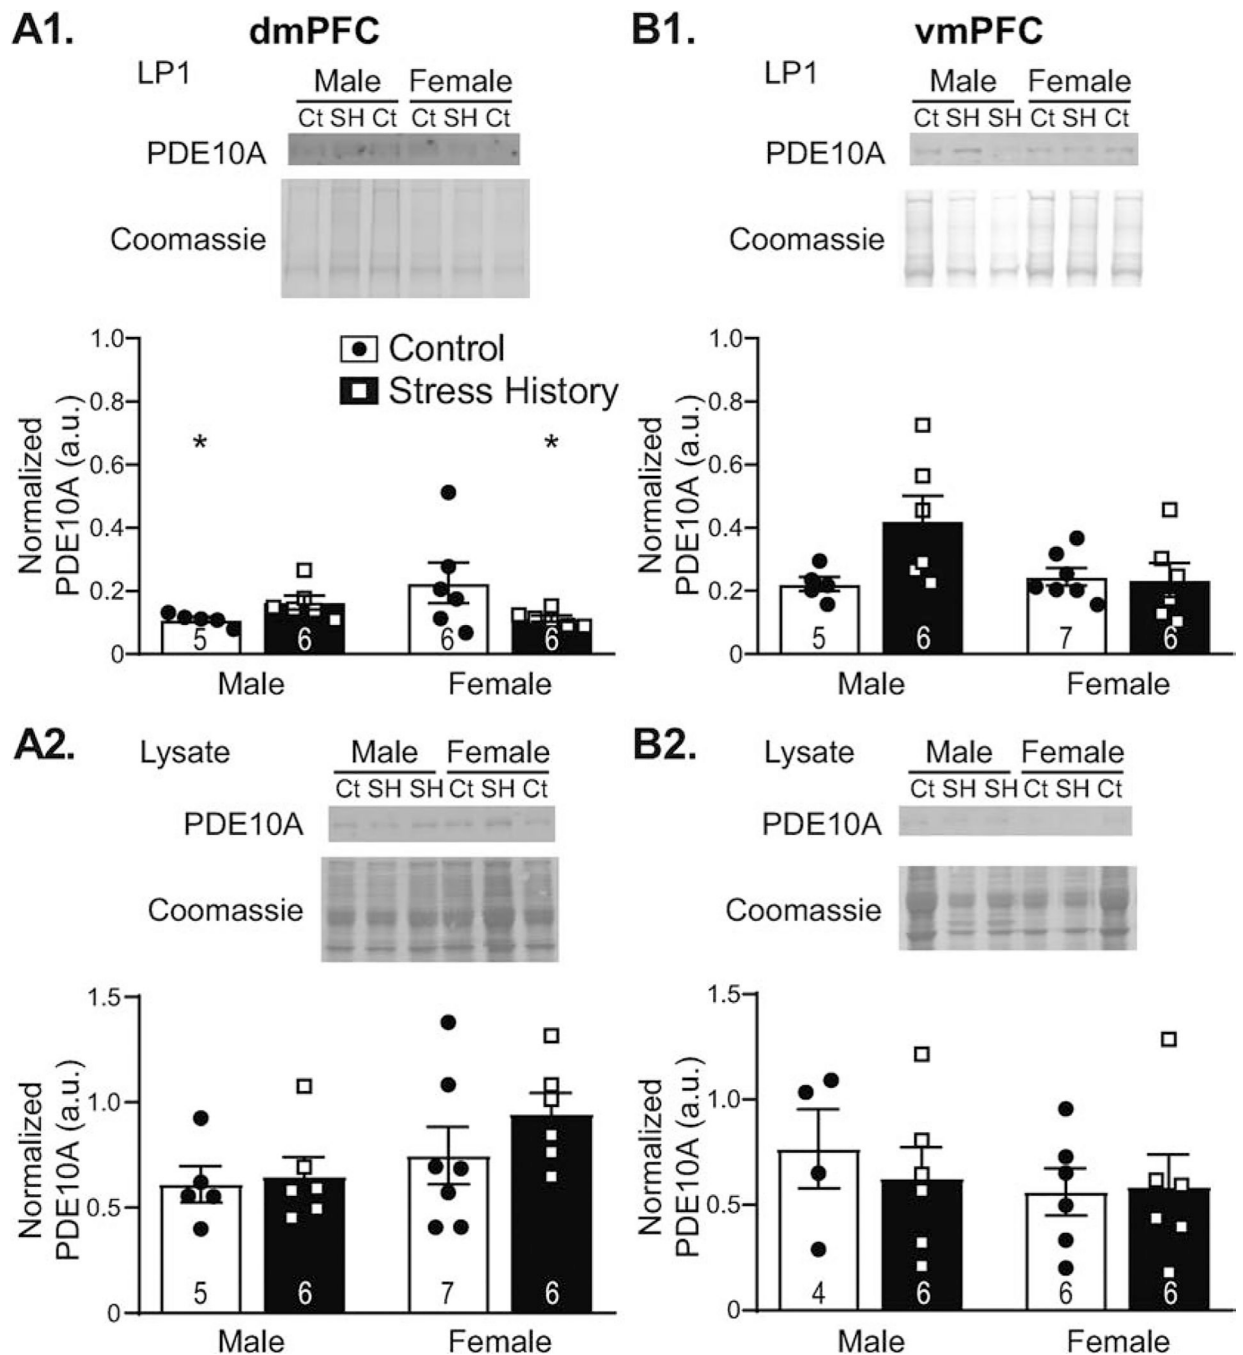 A1. dmPFC
LP1
Male Female
Ct SH Ct Ct SH Ct
PDE10A
Coomassie
Control
Stress History
Normalized
PDE10A (a.u.)
1.0
0.8
0.6
0.4
0.2
0
* *
5 6 6 6
Male Female
B1. vmPFC
LP1
Male Female
Ct SH SH Ct SH Ct
PDE10A
Coomassie
Normalized
PDE10A (a.u.)
1.0
0.8
0.6
0.4
0.2
0
5 6 7 6
Male Female
A2. Lysate
Male Female
Ct SH SH Ct SH Ct
PDE10A
Coomassie
Normalized
PDE10A (a.u.)
1.5
1.0
0.5
0
5 6 7 6
Male Female
B2. Lysate
Male Female
Ct SH SH Ct SH Ct
PDE10A
Coomassie
Normalized
PDE10A (a.u.)
1.5
1.0
0.5
0
4 6 6 6
Male Female